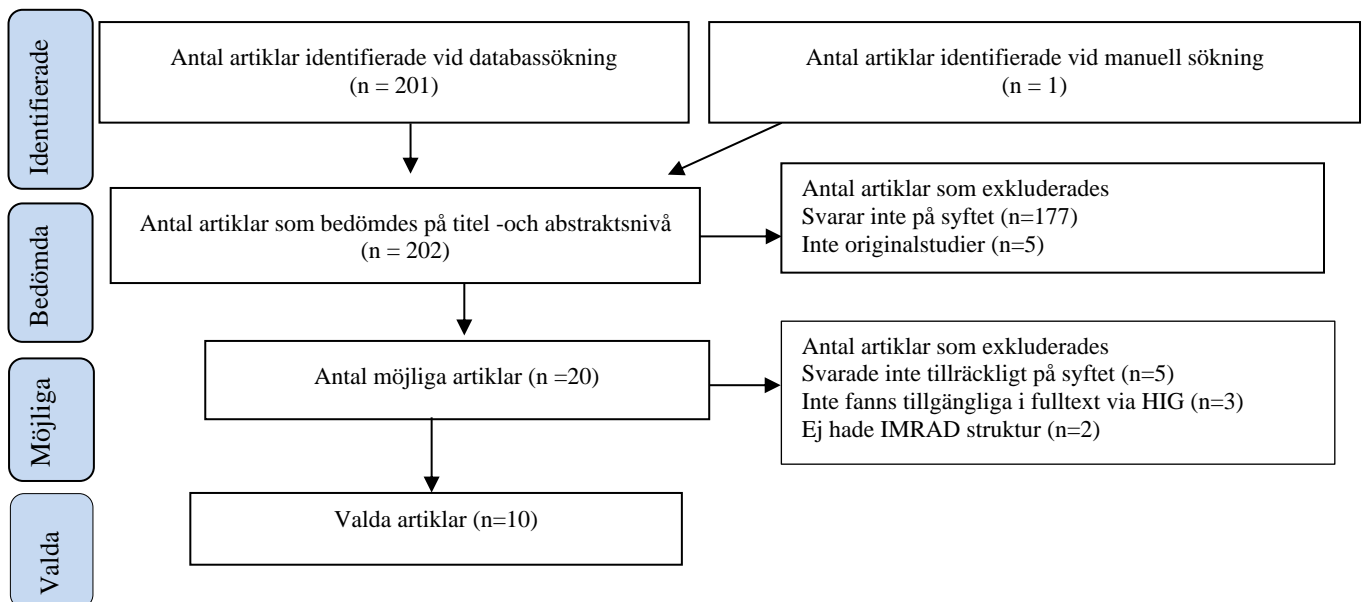 Identifierade
Antal artiklar identifierade vid databassökning
(n = 201)
Antal artiklar identifierade vid manuell sökning
(n = 1)
Bedömda
Antal artiklar som bedömdes på titel -och abstraktsnivå
(n = 202)
Antal artiklar som exkluderades
Svarar inte på syftet (n=177)
Inte originalstudier (n=5)
Möjliga
Antal möjliga artiklar (n =20)
Antal artiklar som exkluderades
Svarade inte tillräckligt på syftet (n=5)
Inte fanns tillgängliga i fulltext via HIG (n=3)
Ej hade IMRAD struktur (n=2)
Valda
Valda artiklar (n=10)